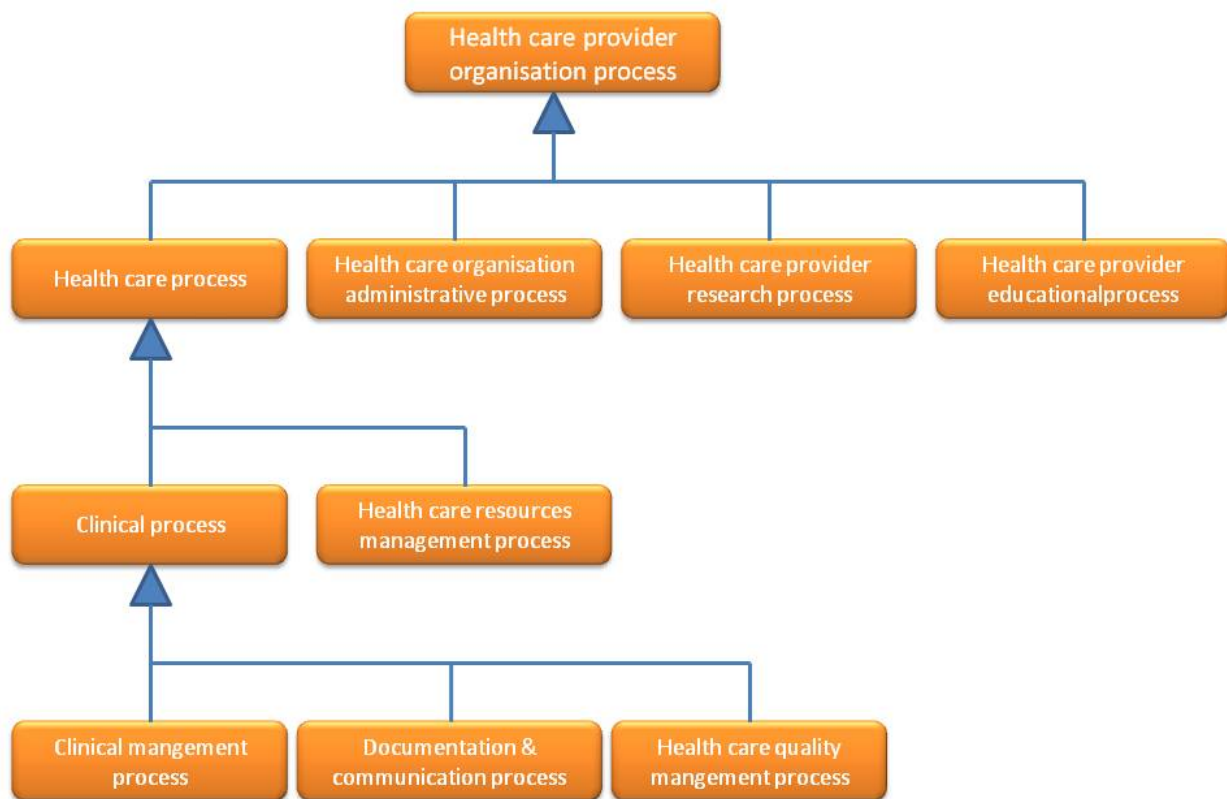 Health care provider
organisation process
Health care process
Health care organisation
administrative process
Health care provider
research process
Health care provider
educationalprocess
Clinical process
Health care resources
management process
Clinical mangement
process
Documentation &
communication process
Health care quality
mangement process